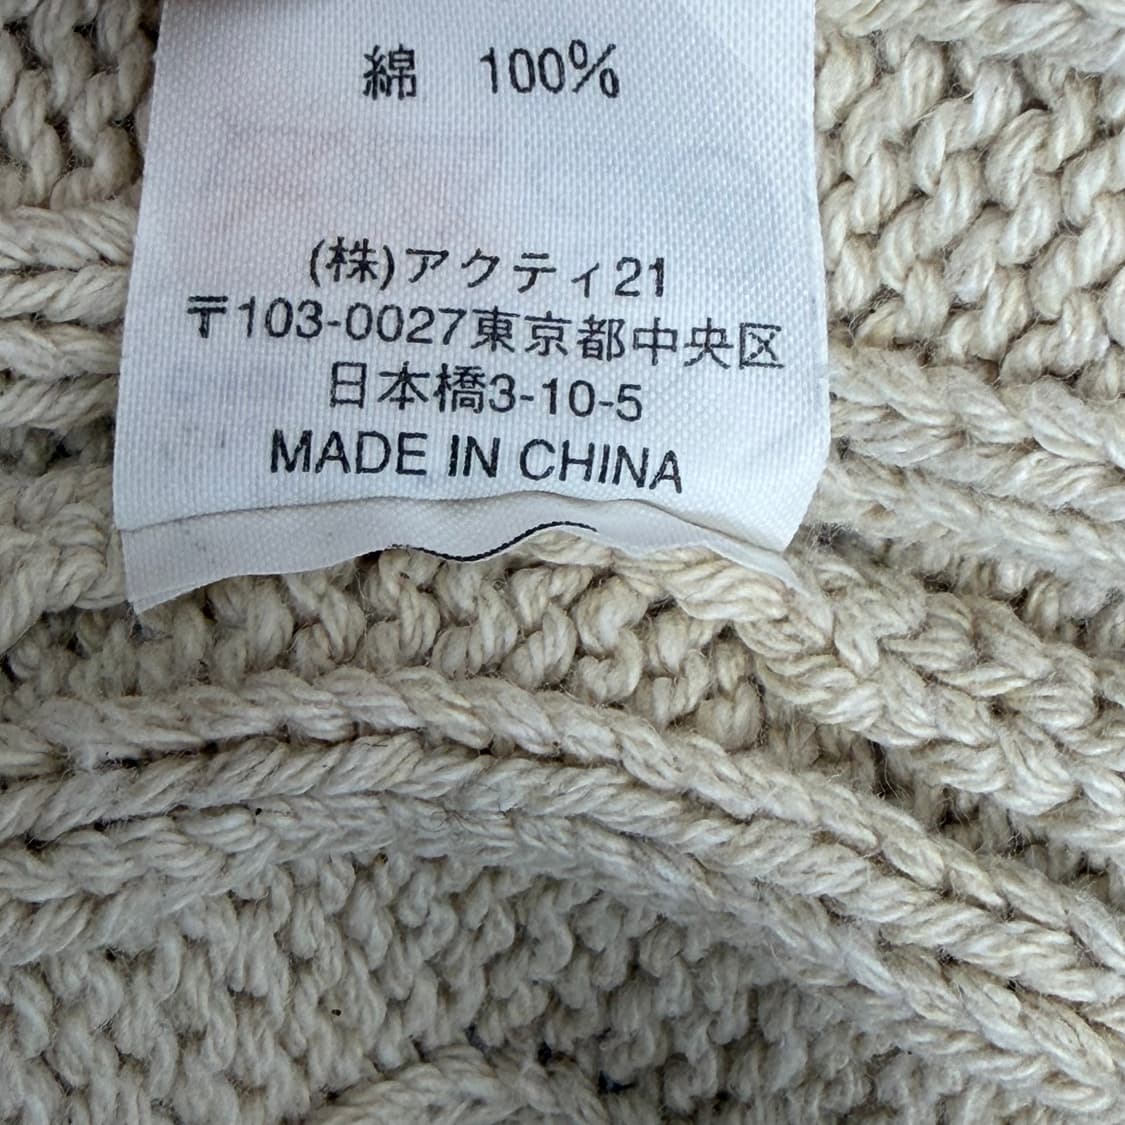 綿　100%
(株)アクティ21
〒103-0027東京都中央区
日本橋3-10-5
MADE IN CHINA